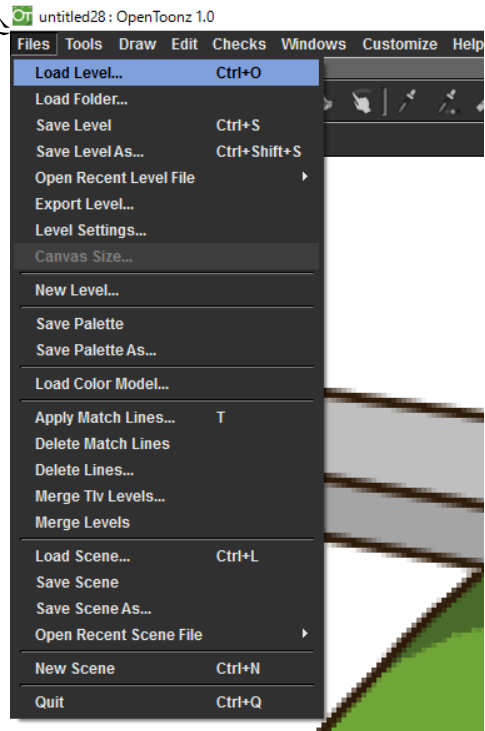 OT untitled28 : OpenToonz 1.0
Files Tools Draw Edit Checks Windows Customize Help
Load Level... Ctrl+O
Load Folder...
Save Level Ctrl+S
Save Level As... Ctrl+Shift+S
Open Recent Level File
Export Level...
Level Settings...
Canvas Size...
New Level...
Save Palette
Save Palette As...
Load Color Model...
Apply Match Lines... T
Delete Match Lines
Delete Lines...
Merge Tlv Levels...
Merge Levels
Load Scene... Ctrl+L
Save Scene
Save Scene As...
Open Recent Scene File
New Scene Ctrl+N
Quit Ctrl+Q